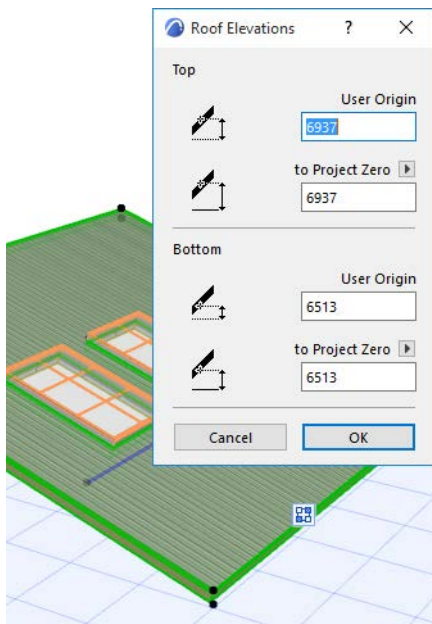 Roof Elevations ?
Top
User Origin
6937
to Project Zero
6937
Bottom
User Origin
6513
to Project Zero
6513
Cancel OK